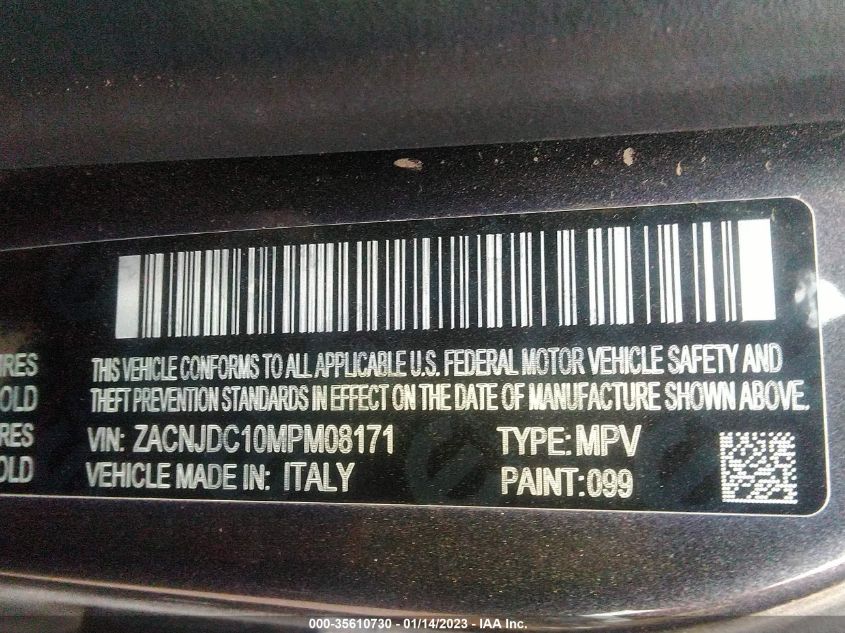 THIS VEHICLE CONFORMS TO ALL APPLICABLE U.S. FEDERAL MOTOR VEHICLE SAFETY AND
THEFT PREVENTION STANDARDS IN EFFECT ON THE DATE OF MANUFACTURE SHOWN ABOVE.
VIN: ZACNJDC10MPM08171 TYPE: MPV
VEHICLE MADE IN: ITALY PAINT: 099
000-35610730 - 01/14/2023 - IAA Inc.